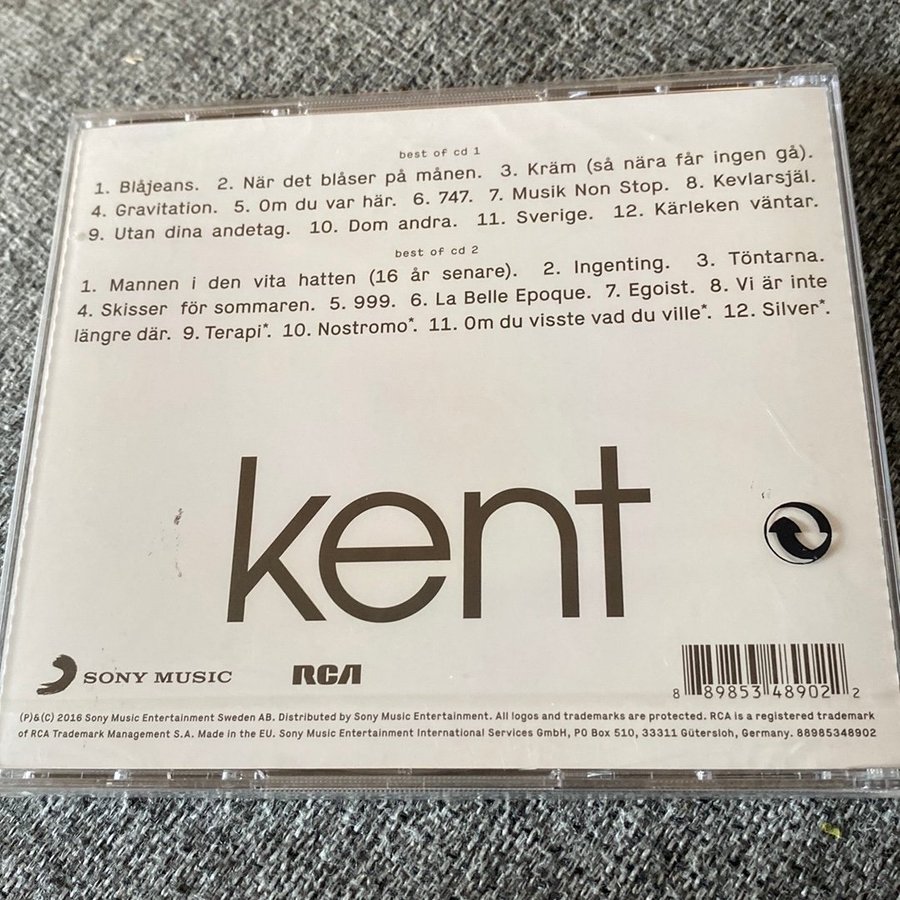 best of cd 1
1. Blåjeans. 2. När det blåser på månen. 3. Kräm (så nära får ingen gå).
4. Gravitation. 5. Om du var här. 6. 747. 7. Musik Non Stop. 8. Kevlarsjäl.
9. Utan dina andetag. 10. Dom andra. 11. Sverige. 12. Kärleken väntar.
best of cd 2
1. Mannen i den vita hatten (16 år senare). 2. Ingenting. 3. Töntarna.
4. Skisser för sommaren. 5. 999. 6. La Belle Epoque. 7. Egoist. 8. Vi är inte
längre där. 9. Terapi*. 10. Nostromo*. 11. Om du visste vad du ville*. 12. Silver*.
kent
SONY MUSIC RCA
8 89853 48902 2
(P)&(C) 2016 Sony Music Entertainment Sweden AB. Distributed by Sony Music Entertainment. All logos and trademarks are protected. RCA is a registered trademark
of RCA Trademark Management S.A. Made in the EU. Sony Music Entertainment International Services GmbH, PO Box 510, 33311 Gütersloh, Germany. 88985348902